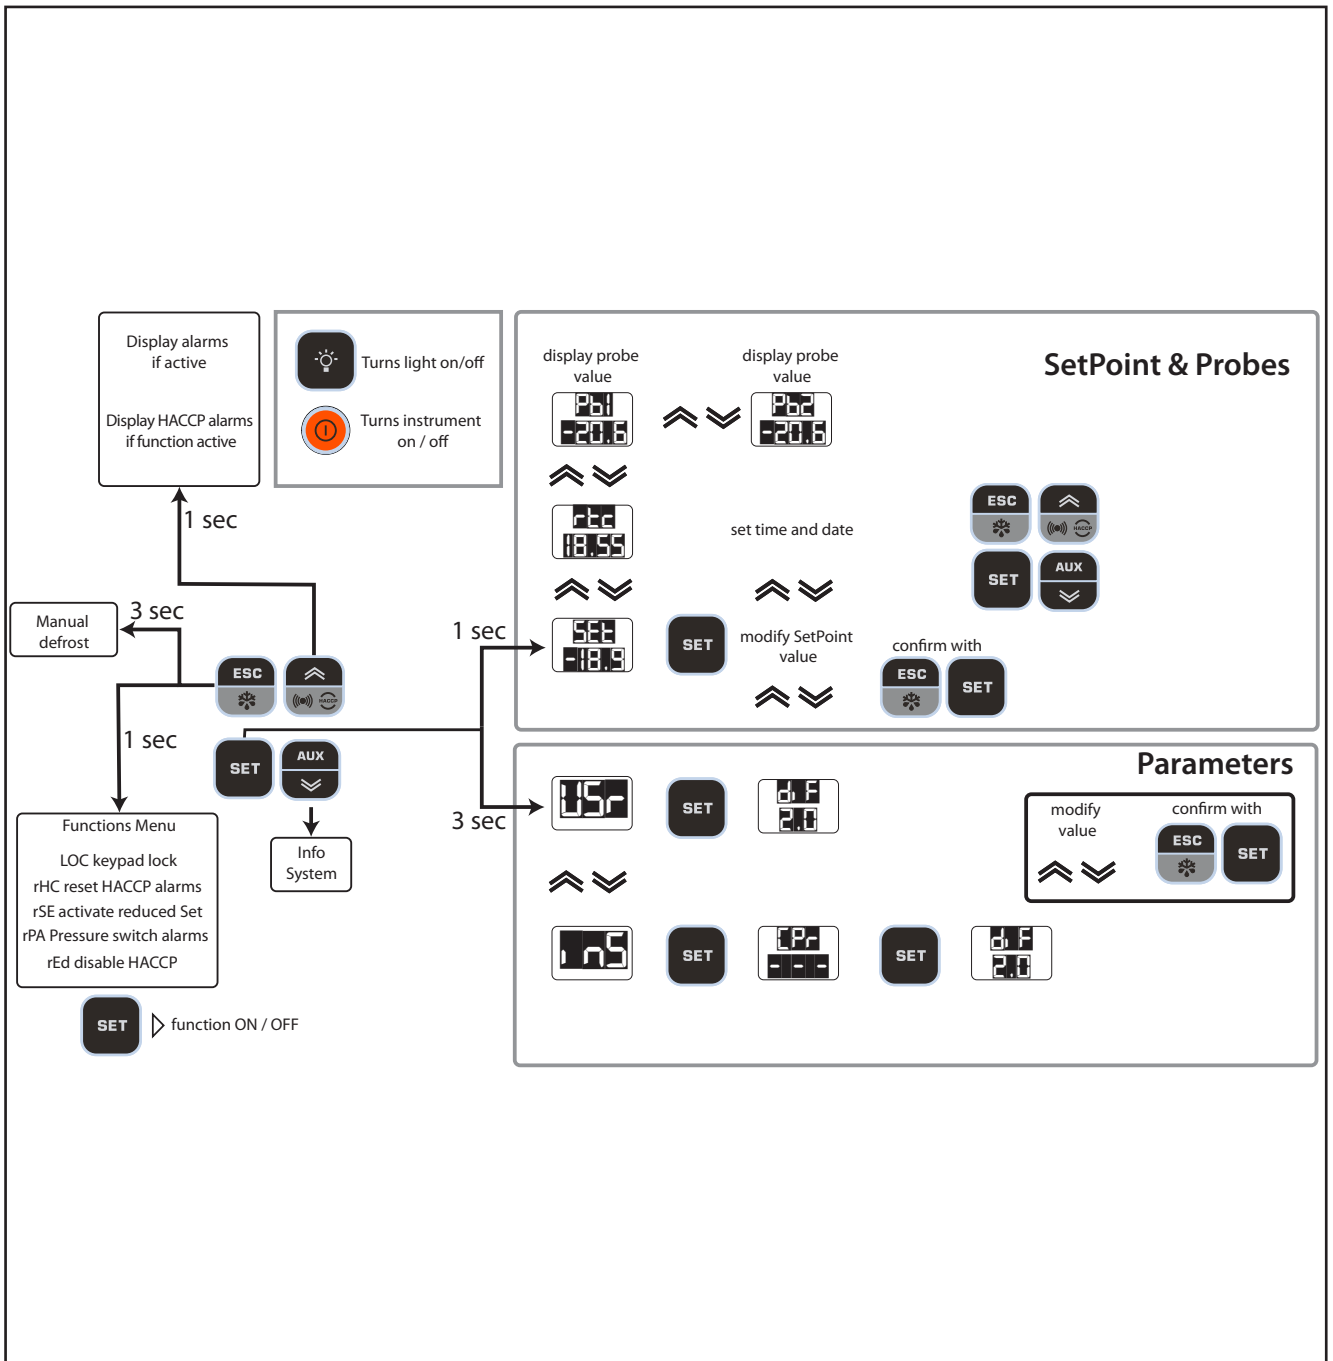 Display alarms
if active
Display HACCP alarms
if function active
Turns light on/off
Turns instrument
on / off
1 sec
Manual
defrost
3 sec
ESC
HACCP
1 sec
SET
AUX
Functions Menu
LOC keypad lock
rHC reset HACCP alarms
rSE activate reduced Set
rPA Pressure switch alarms
rEd disable HACCP
SET
function ON / OFF
Info
System
1 sec
3 sec
SetPoint & Probes
display probe
value
Pb1
-20.6
display probe
value
Pb2
-20.6
rtc
18.55
set time and date
ESC
HACCP
SET
AUX
SEt
-18.9
SET
modify SetPoint
value
confirm with
ESC
SET
Parameters
USr
SET
diF
2.0
modify
value
confirm with
ESC
SET
inS
SET
CPr
---
SET
diF
2.0